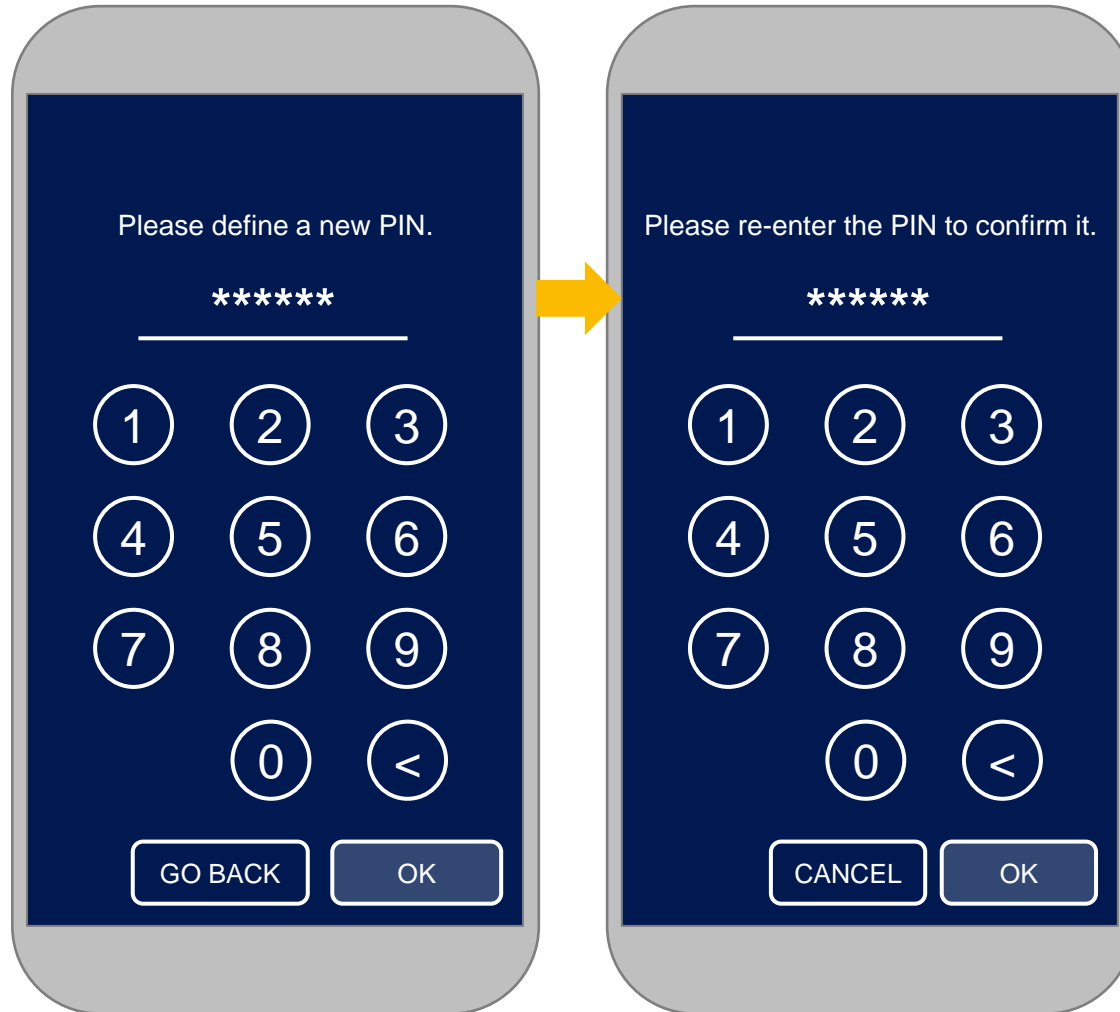 Please define a new PIN.
******
1 2 3
4 5 6
7 8 9
0 <
GO BACK OK
Please re-enter the PIN to confirm it.
******
1 2 3
4 5 6
7 8 9
0 <
CANCEL OK